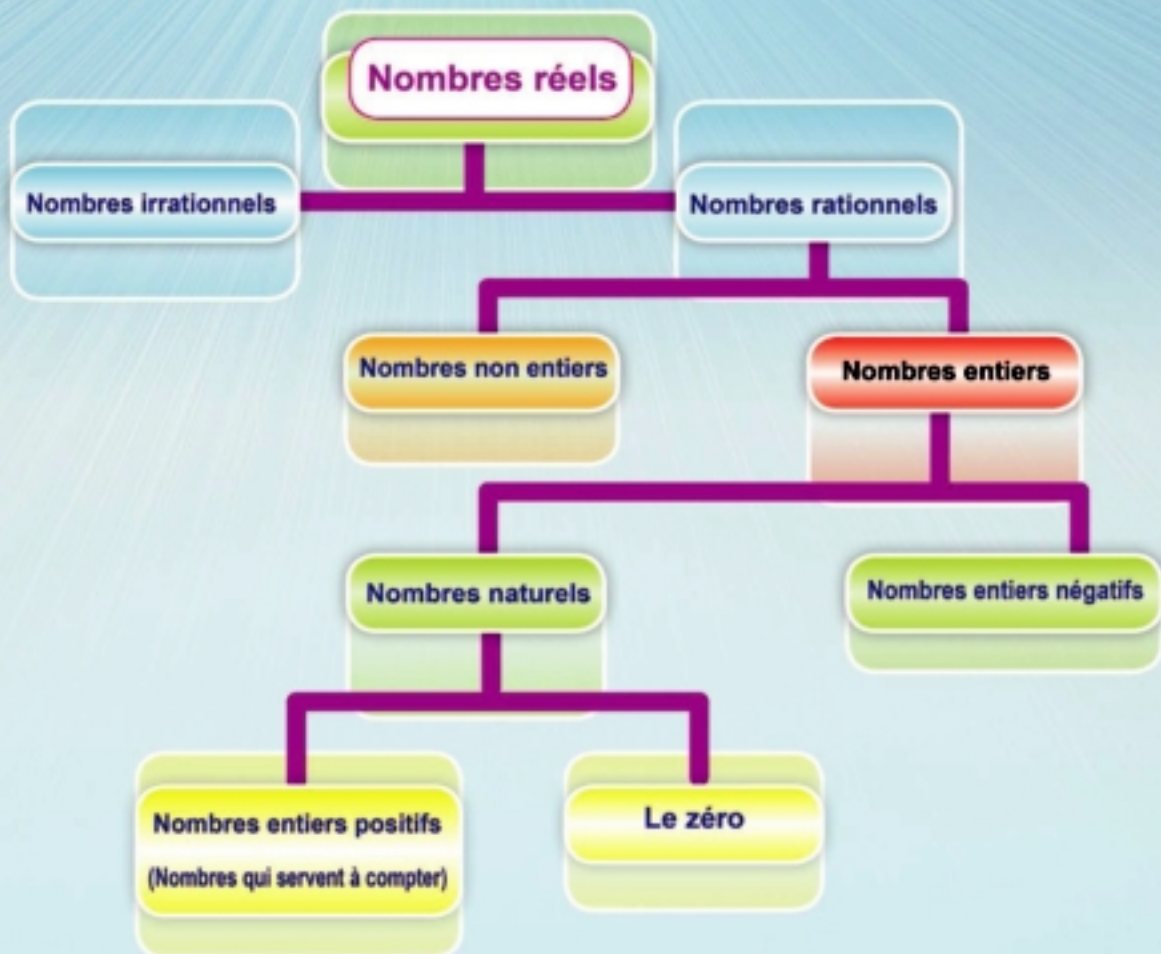 Nombres réels
Nombres irrationnels
Nombres rationnels
Nombres non entiers
Nombres entiers
Nombres naturels
Nombres entiers négatifs
Nombres entiers positifs
(Nombres qui servent à compter)
Le zéro